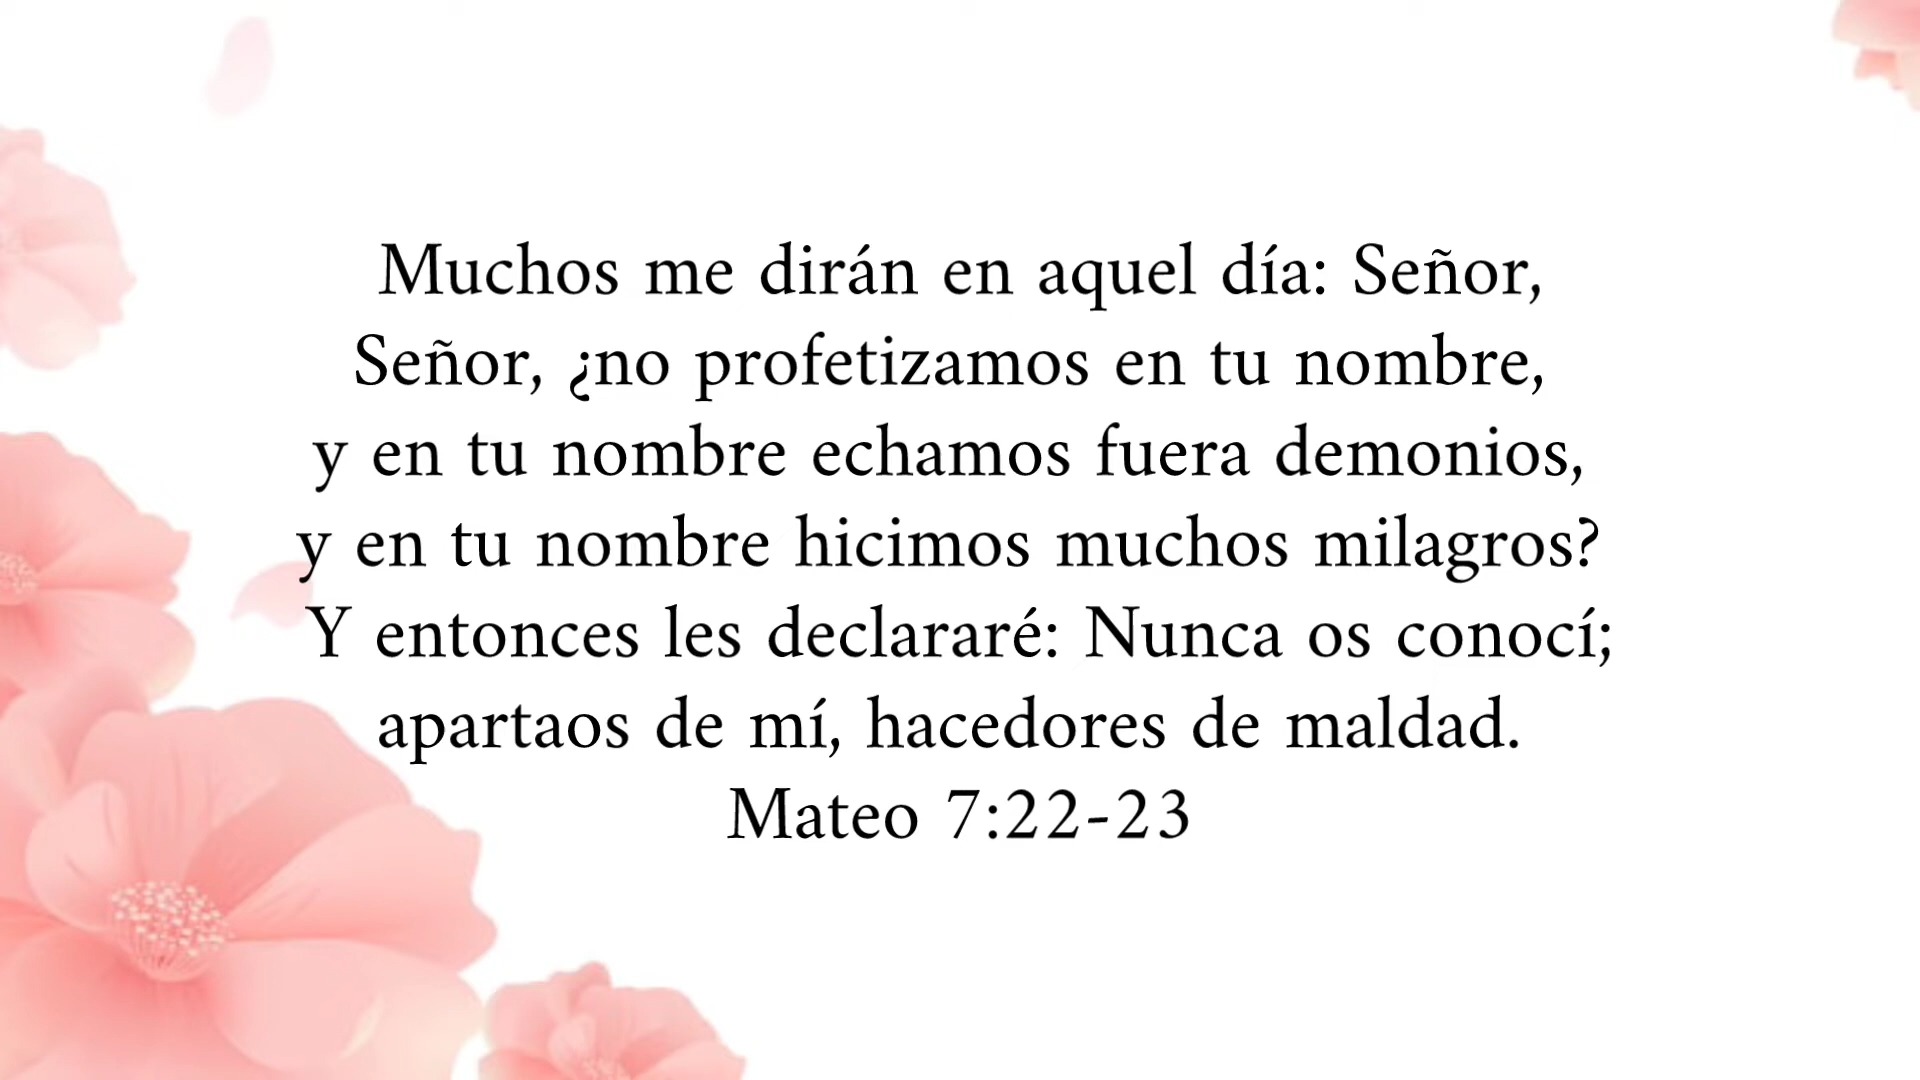 Muchos me dirán en aquel día: Señor,
Señor, ¿no profetizamos en tu nombre,
y en tu nombre echamos fuera demonios,
y en tu nombre hicimos muchos milagros?
Y entonces les declararé: Nunca os conocí;
apartaos de mí, hacedores de maldad.
Mateo 7:22-23